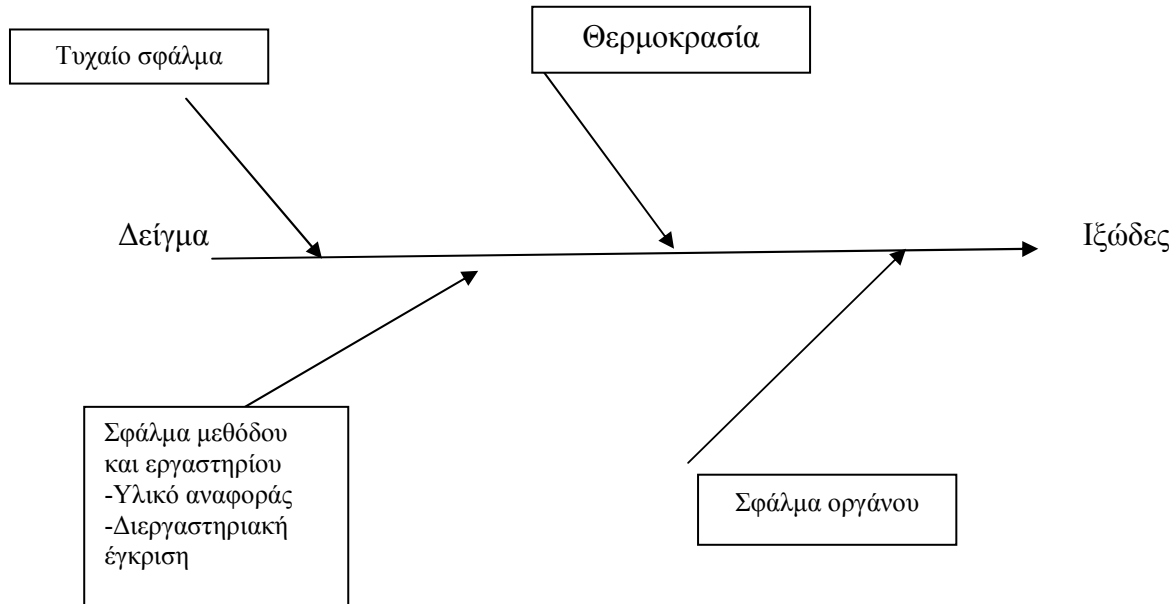 Τυχαίο σφάλμα
Θερμοκρασία
Δείγμα
Ιξώδες
Σφάλμα μεθόδου
και εργαστηρίου
-Υλικό αναφοράς
-Διεργαστηριακή
έγκριση
Σφάλμα οργάνου